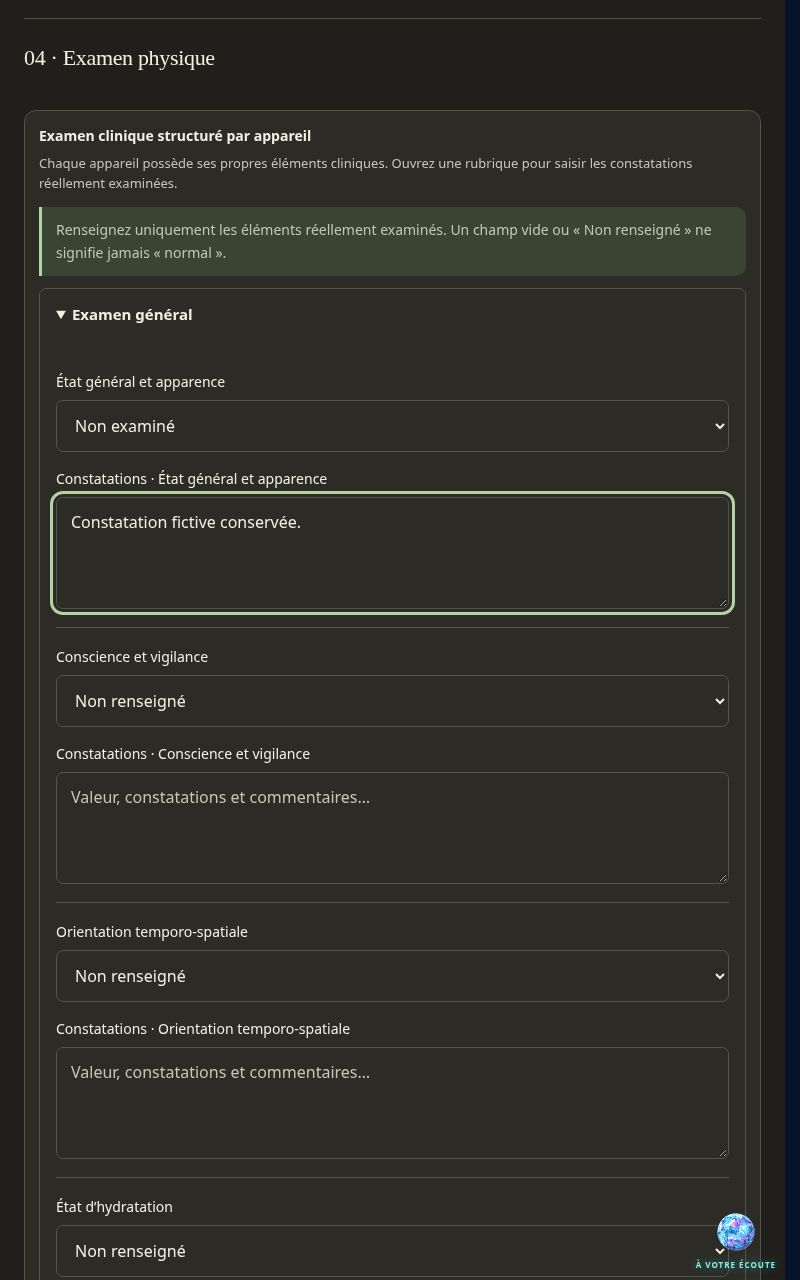 04 · Examen physique
Examen clinique structuré par appareil
Chaque appareil possède ses propres éléments cliniques. Ouvrez une rubrique pour saisir les constatations
réellement examinées.
Renseignez uniquement les éléments réellement examinés. Un champ vide ou « Non renseigné » ne
signifie jamais « normal ».
Examen général
État général et apparence
Non examiné
Constatations · État général et apparence
Constatation fictive conservée.
Conscience et vigilance
Non renseigné
Constatations · Conscience et vigilance
Valeur, constatations et commentaires…
Orientation temporo-spatiale
Non renseigné
Constatations · Orientation temporo-spatiale
Valeur, constatations et commentaires…
État d’hydratation
Non renseigné
À VOTRE ÉCOUTE